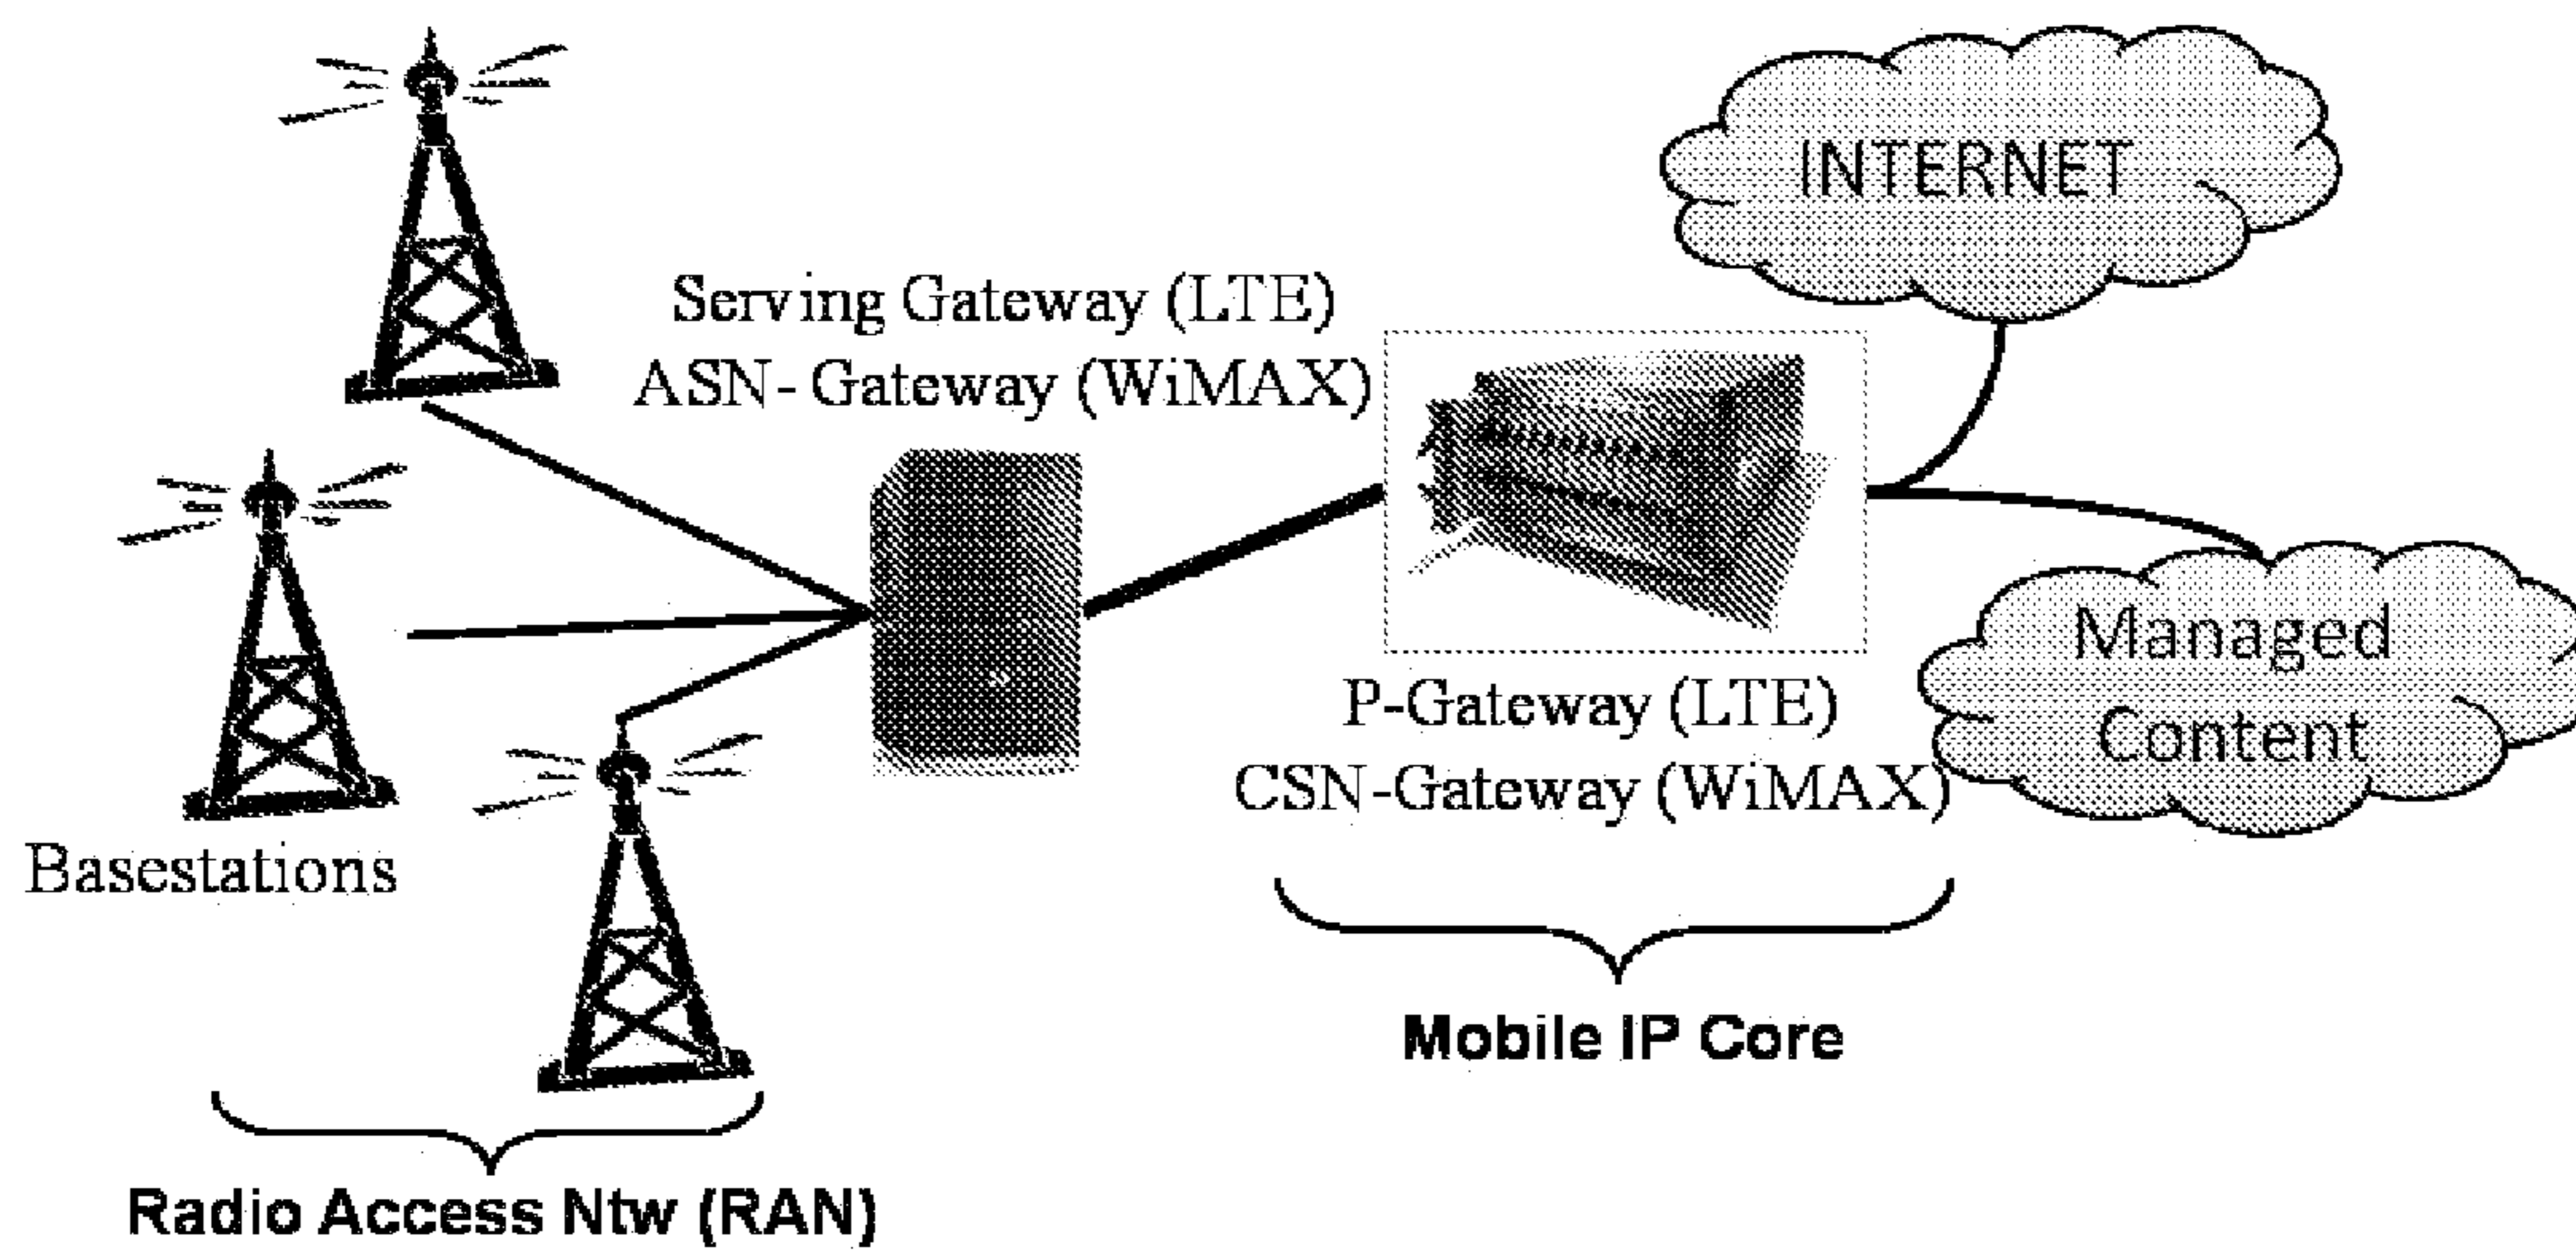 INTERNET
Serving Gateway (LTE)
ASN- Gateway (WiMAX)
Managed
Content
P-Gateway (LTE)
CSN-Gateway (WiMAX)
Basestations
Mobile IP Core
Radio Access Ntw (RAN)